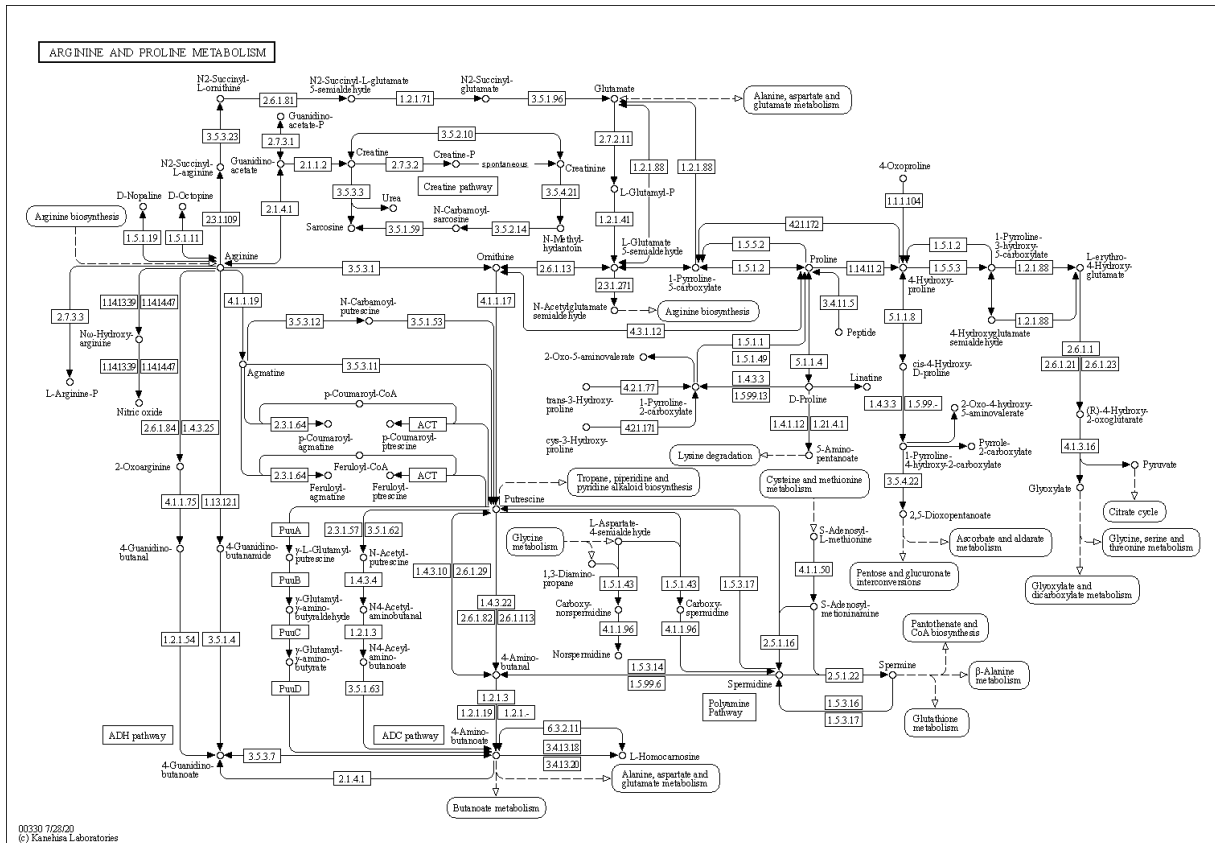 ARGININE AND PROLINE METABOLISM
N2-Succinyl-
L-ornithine
2.6.1.81
N2-Succinyl-L-glutamate
5-semialdehyde
1.2.1.71
N2-Succinyl
glutamate
3.5.1.96
Glutamate
Alanine, aspartate and
glutamate metabolism
Guanidino-
acetate-P
3.5.3.23
2.7.3.1
3.5.2.10
2.7.2.11
N2-Succinyl-
L-arginine
Guanidino-
acetate
2.1.1.2
Creatine
2.7.3.2
Creatine-P
spontaneous
Creatinine
1.2.1.88
1.2.1.88
4-Oxoproline
3.5.3.3
Creatine pathway
3.5.4.21
L-Glutamyl-P
D-Nopaline
D-Octopine
Urea
1.1.1.104
Arginine biosynthesis
2.3.1.109
2.1.4.1
Sarcosine
3.5.1.59
N-Carbamoyl-
sarcosine
3.5.2.14
N-Methyl-
hydantoin
1.2.1.41
4.2.1.172
1.5.1.19
1.5.1.11
L-Glutamate
5-semialdehyde
1.5.5.2
1.5.1.2
1-Pyrroline-
3-hydroxy-
5-carboxylate
Arginine
3.5.3.1
Ornithine
2.6.1.13
1-Pyrroline-
5-carboxylate
1.5.1.2
Proline
1.14.11.2
4-Hydroxy-
proline
1.5.5.3
1.2.1.88
L-erythro-
4-Hydroxy-
glutamate
2.3.1.271
1.14.13.39
1.14.14.47
4.1.1.19
4.1.1.17
N-Acetylglutamate
semialdehyde
Arginine biosynthesis
3.4.11.5
2.7.3.3
N-Carbamoyl-
putrescine
3.5.3.12
3.5.1.53
4.3.1.12
Peptide
5.1.1.8
1.2.1.88
4-Hydroxyglutamate
semialdehyde
Nω-Hydroxy-
arginine
1.14.13.39
1.14.14.47
Agmatine
3.5.3.11
2-Oxo-5-aminovalerate
1.5.1.1
1.5.1.49
5.1.1.4
2.6.1.1
2.6.1.21
2.6.1.23
cis-4-Hydroxy-
D-proline
L-Arginine-P
Nitric oxide
p-Coumaroyl-CoA
trans-3-Hydroxy-
proline
4.2.1.77
1-Pyrroline-
2-carboxylate
1.4.3.3
1.5.99.13
D-Proline
Linatine
1.4.3.3
1.5.99.-
2-Oxo-4-hydroxy-
5-aminovalerate
(R)-4-Hydroxy-
2-oxoglutarate
2.6.1.84
1.4.3.25
2.3.1.64
p-Coumaroyl-
agmatine
ACT
p-Coumaroyl-
ptrescine
4.2.1.171
cys-3-Hydroxy-
proline
1.4.1.12
1.21.4.1
1-Pyrroline-
4-hydroxy-2-carboxylate
Pyrrole-
2-carboxylate
4.1.3.16
2-Oxoarginine
Feruloyl-CoA
2.3.1.64
Feruloyl-
agmatine
ACT
Feruloyl-
ptrescine
Lysine degradation
5-Amino-
pentanoate
3.5.4.22
Glyoxylate
Pyruvate
Citrate cycle
4.1.1.75
1.13.12.1
Putrescine
Tropane, piperidine and
pyridine alkaloid biosynthesis
Cysteine and methionine
metabolism
2,5-Dioxopentanoate
PuuA
2.3.1.57
3.5.1.62
L-Aspartate-
4-semialdehyde
Glycine
metabolism
S-Adenosyl-
L-methionine
Ascorbate and aldarate
metabolism
Glycine, serine and
threonine metabolism
4-Guanidino-
butanal
4-Guanidino-
butanamide
γ-L-Glutamyl-
putrescine
N-Acetyl-
putrescine
1.4.3.10
2.6.1.29
1,3-Diamino-
propane
1.5.1.43
1.5.1.43
1.5.3.17
4.1.1.50
Pentose and glucuronate
interconversions
Glyoxylate and
dicarboxylate metabolism
PuuB
1.4.3.4
γ-Glutamyl-
γ-amino-
butyraldehyde
N4-Acetyl-
aminobutanal
1.4.3.22
2.6.1.82
2.6.1.113
Carboxy-
norspermidine
Carboxy-
spermidine
S-Adenosyl-
metioninamine
1.2.1.54
3.5.1.4
PuuC
1.2.1.3
4.1.1.96
4.1.1.96
2.5.1.16
Pantothenate and
CoA biosynthesis
γ-Glutamyl-
γ-amino-
butyrate
N4-Aceyl-
amino-
butanoate
Norspermidine
4-Amino-
butanal
1.5.3.14
1.5.99.6
Spermidine
2.5.1.22
Spermine
β-Alanine
metabolism
PuuD
3.5.1.63
1.2.1.3
1.2.1.19
1.2.1.-
Polyamine
Pathway
1.5.3.16
1.5.3.17
Glutathione
metabolism
ADH pathway
ADC pathway
4-Amino-
butanoate
6.3.2.11
3.4.13.18
3.4.13.20
L-Homocarnosine
4-Guanidino-
butanoate
3.5.3.7
2.1.4.1
Alanine, aspartate and
glutamate metabolism
Butanoate metabolism
00330 7/28/20
(c) Kanehisa Laboratories